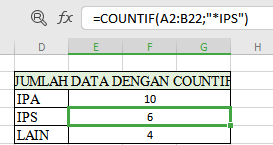 fx =COUNTIF(A2:B22;"*IPS")
D E F G H
JUMLAH DATA DENGAN COUNTIF
IPA 10
IPS 6
LAIN 4